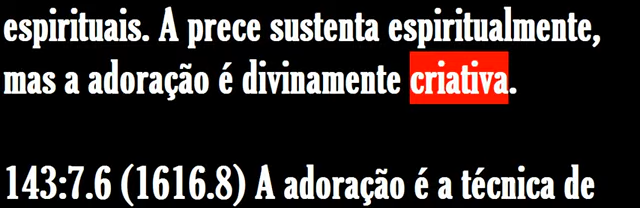 espirituais. A prece sustenta espiritualmente,
mas a adoração é divinamente criativa.
143:7.6 (1616.8) A adoração é a técnica de